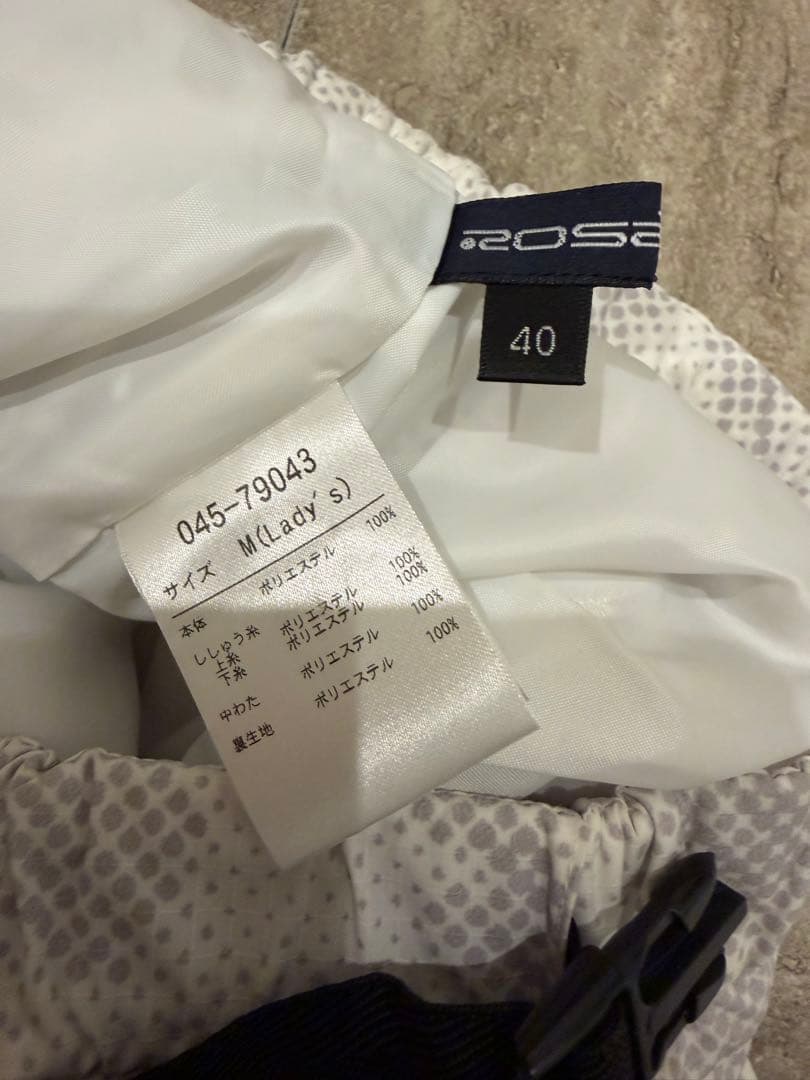 40
045-79043
サイズ M(Lady's)
本体 ポリエステル 100%
ししゅう糸
上糸 ポリエステル 100%
下糸 ポリエステル 100%
中わた ポリエステル 100%
裏生地 ポリエステル 100%